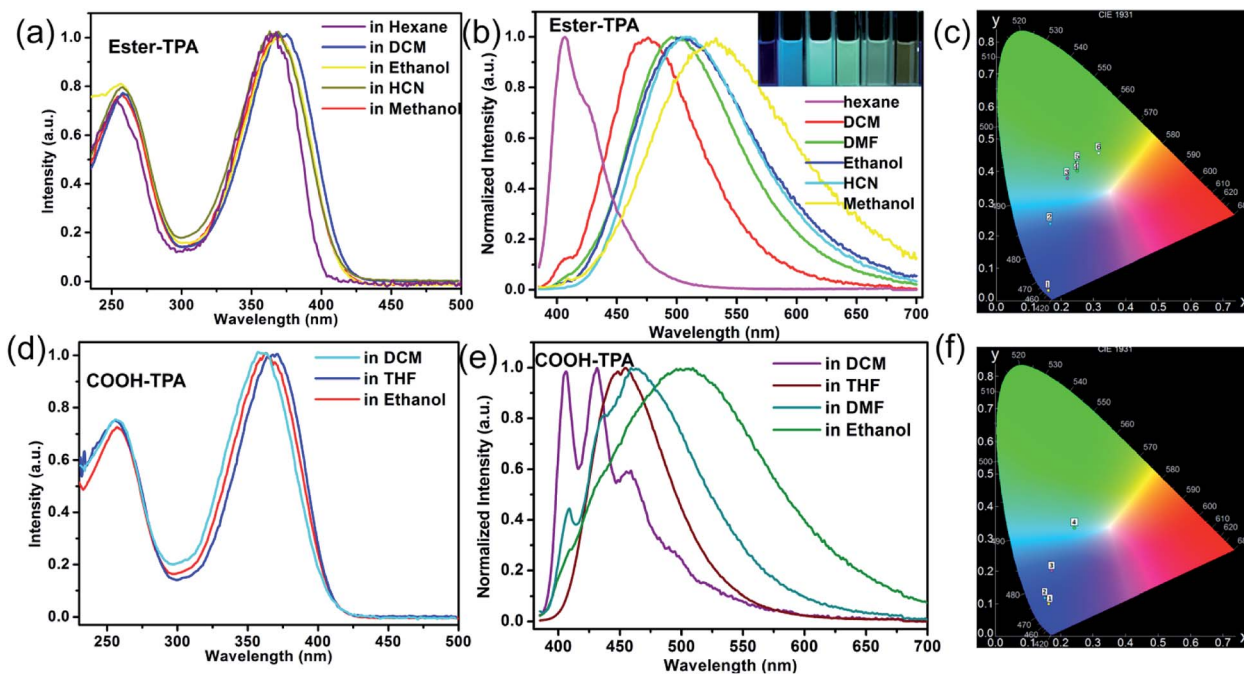 (a)
Ester-TPA
in Hexane
in DCM
in Ethanol
in HCN
in Methanol
Intensity (a.u.)
1.0
0.8
0.6
0.4
0.2
0.0
250 300 350 400 450 500
Wavelength (nm)
(b)
Ester-TPA
hexane
DCM
DMF
Ethanol
HCN
Methanol
Normalized Intensity (a.u.)
1.0
0.8
0.6
0.4
0.2
0.0
400 450 500 550 600 650 700
Wavelength (nm)
(c)
y
CIE 1931
0.8
0.7
0.6
0.5
0.4
0.3
0.2
0.1
0.0
0.0 0.1 0.2 0.3 0.4 0.5 0.6 0.7
x
520
530
540
510
550
560
570
500
580
590
600
610
620
490
480
470
460
420
6
3
2
1
(d)
COOH-TPA
in DCM
in THF
in Ethanol
Intensity (a.u.)
1.0
0.8
0.6
0.4
0.2
0.0
250 300 350 400 450 500
Wavelength (nm)
(e)
COOH-TPA
in DCM
in THF
in DMF
in Ethanol
Normalized Intensity (a.u.)
1.0
0.8
0.6
0.4
0.2
0.0
400 450 500 550 600 650 700
Wavelength (nm)
(f)
y
CIE 1931
0.8
0.7
0.6
0.5
0.4
0.3
0.2
0.1
0.0
0.0 0.1 0.2 0.3 0.4 0.5 0.6 0.7
x
520
530
540
510
550
560
570
500
580
590
600
610
620
490
480
470
460
420
4
3
2
1